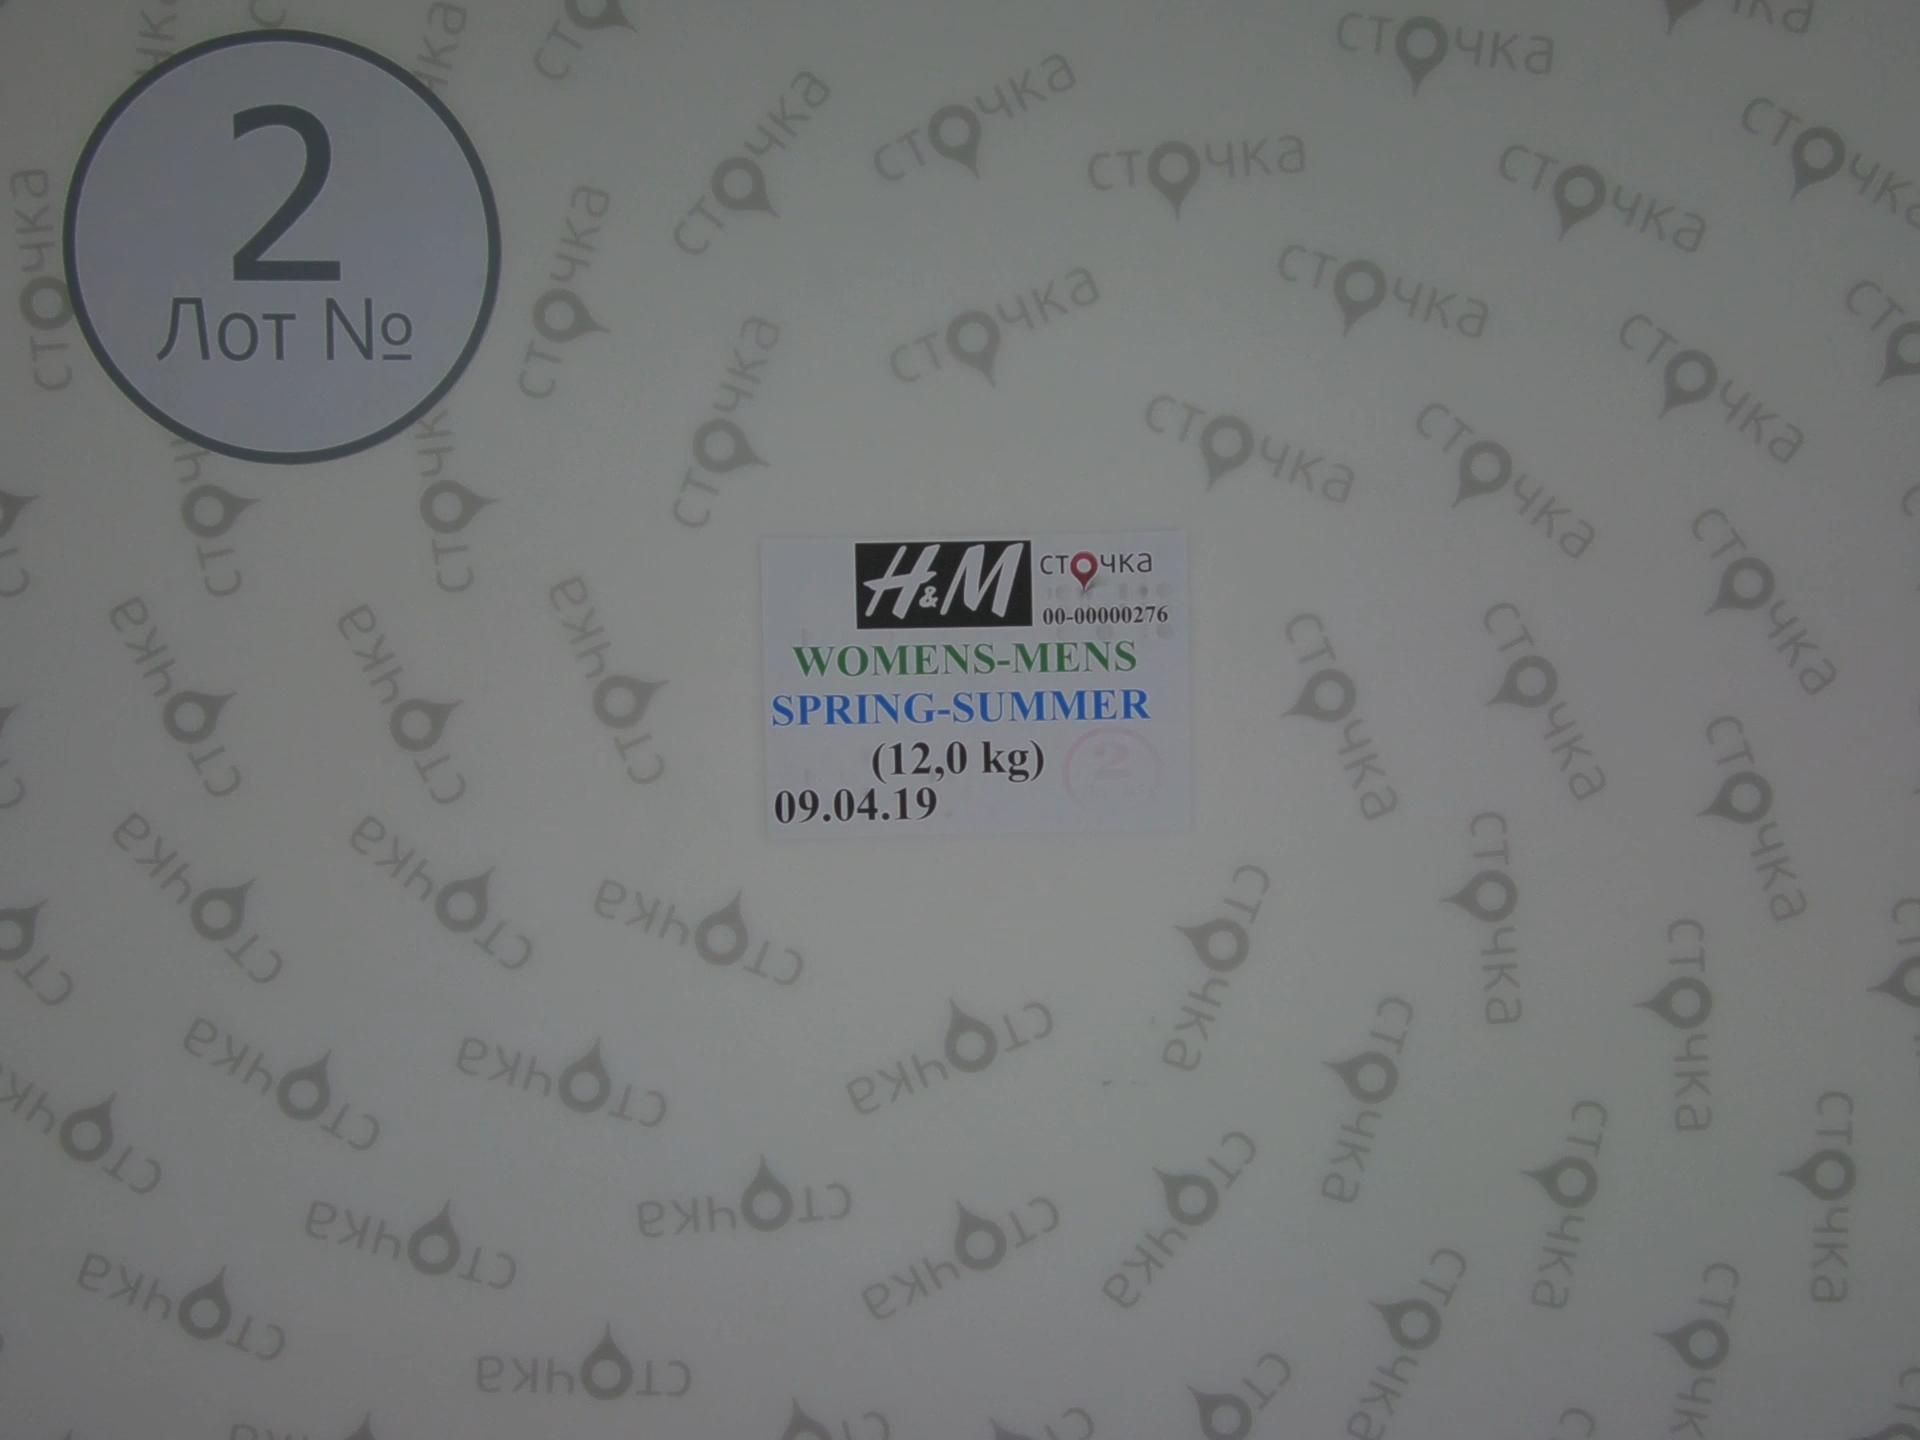 2
Лот №
H&M
сточка
00-00000276
WOMENS-MENS
SPRING-SUMMER
(12,0 kg)
09.04.19